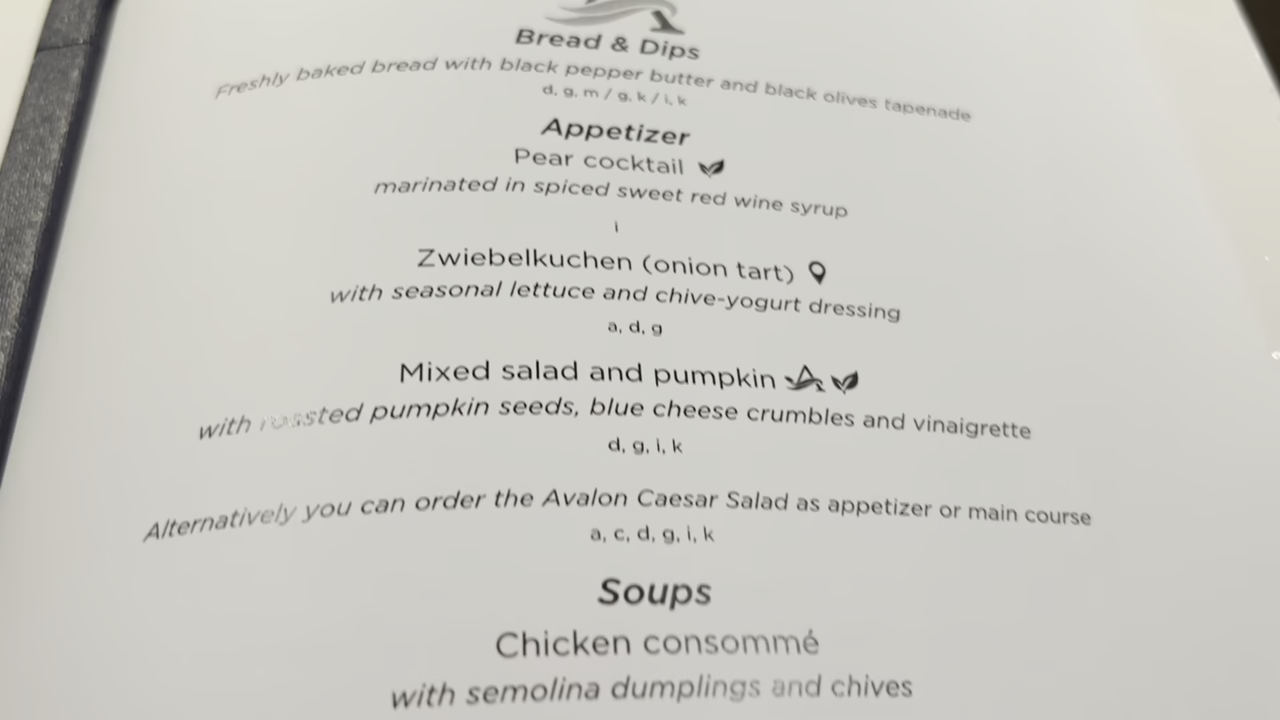 Bread & Dips
Freshly baked bread with black pepper butter and black olives tapenade
d, g, m / g, k / i, k
Appetizer
Pear cocktail
marinated in spiced sweet red wine syrup
i
Zwiebelkuchen (onion tart)
with seasonal lettuce and chive-yogurt dressing
a, d, g
Mixed salad and pumpkin
with roasted pumpkin seeds, blue cheese crumbles and vinaigrette
d, g, i, k
Alternatively you can order the Avalon Caesar Salad as appetizer or main course
a, c, d, g, i, k
Soups
Chicken consommé
with semolina dumplings and chives